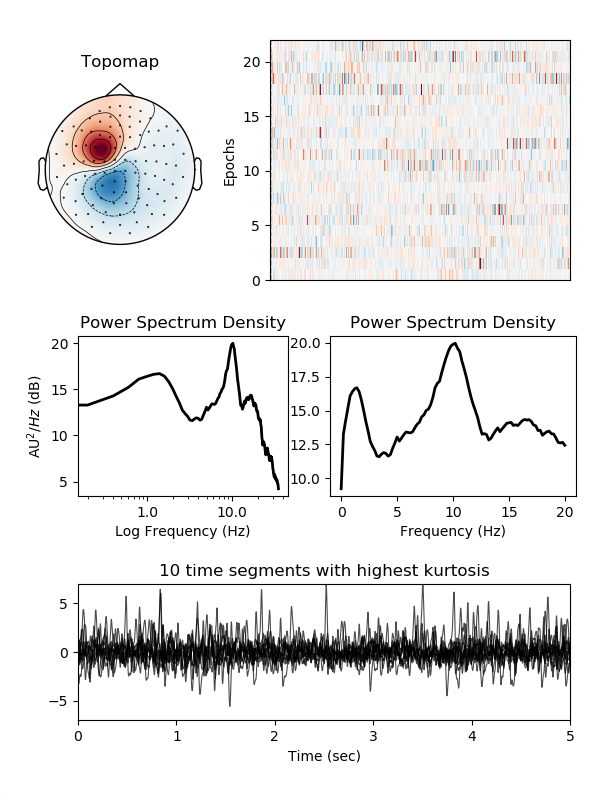 Topomap
Epochs
20
15
10
5
0
Power Spectrum Density
AU²/Hz (dB)
20
15
10
5
1.0 10.0
Log Frequency (Hz)
Power Spectrum Density
20.0
17.5
15.0
12.5
10.0
0 5 10 15 20
Frequency (Hz)
10 time segments with highest kurtosis
5
0
−5
0 1 2 3 4 5
Time (sec)